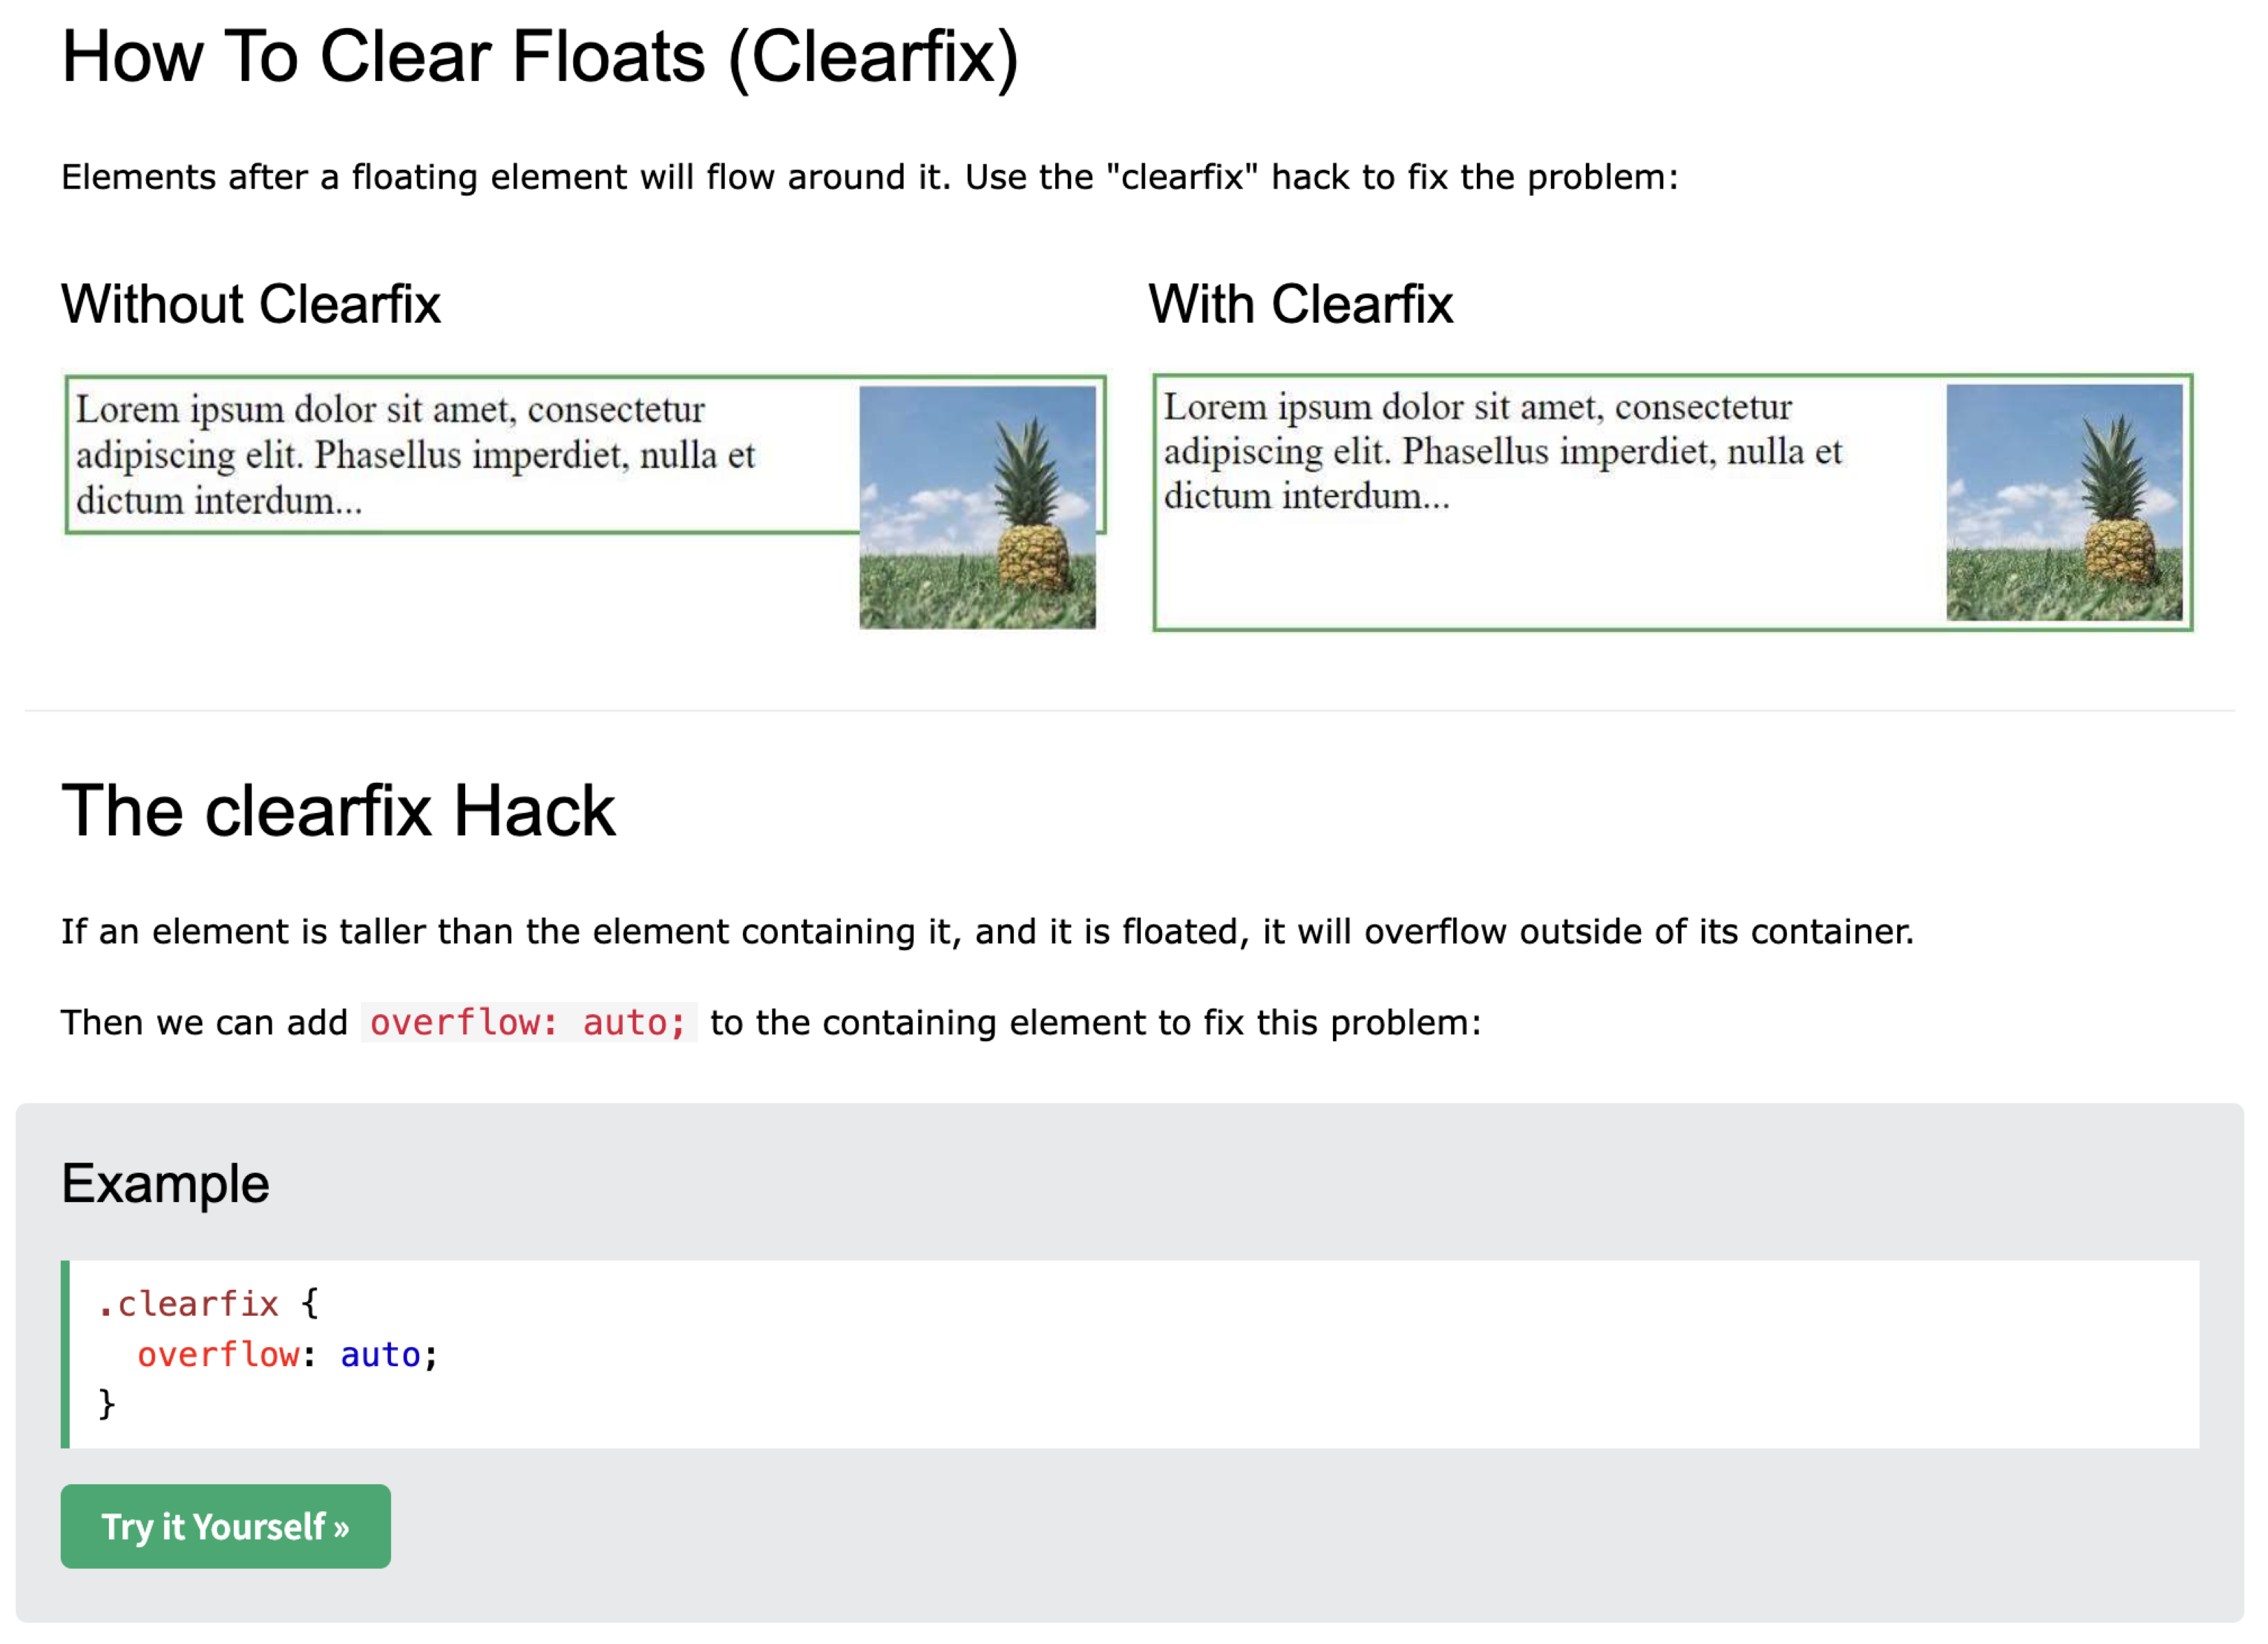 How To Clear Floats (Clearfix)
Elements after a floating element will flow around it. Use the "clearfix" hack to fix the problem:
Without Clearfix
Lorem ipsum dolor sit amet, consectetur
adipiscing elit. Phasellus imperdiet, nulla et
dictum interdum...
With Clearfix
Lorem ipsum dolor sit amet, consectetur
adipiscing elit. Phasellus imperdiet, nulla et
dictum interdum...
The clearfix Hack
If an element is taller than the element containing it, and it is floated, it will overflow outside of its container.
Then we can add overflow: auto; to the containing element to fix this problem:
Example
.clearfix {
  overflow: auto;
}
Try it Yourself »